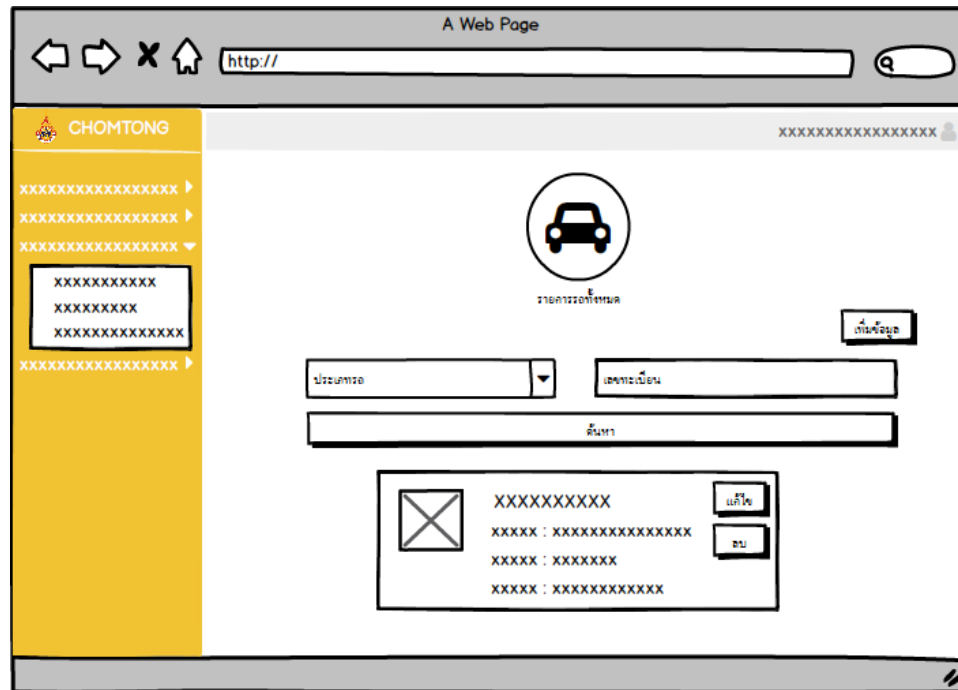 A Web Page
http://
CHOMTONG
xxxxxxxxxxxxxxxxx
xxxxxxxxxxxxxxxxx
xxxxxxxxxxxxxxxxx
xxxxxxxxxxxxxxxxx
xxxxxxxxxxx
xxxxxxxxx
xxxxxxxxxxxxxx
xxxxxxxxxxxxxxxxx
รายการรถทั้งหมด
เพิ่มข้อมูล
ประเภทรถ
เลขทะเบียน
ค้นหา
XXXXXXXXXX
xxxxx : xxxxxxxxxxxxxxx
xxxxx : xxxxxxx
xxxxx : xxxxxxxxxxxx
แก้ไข
ลบ